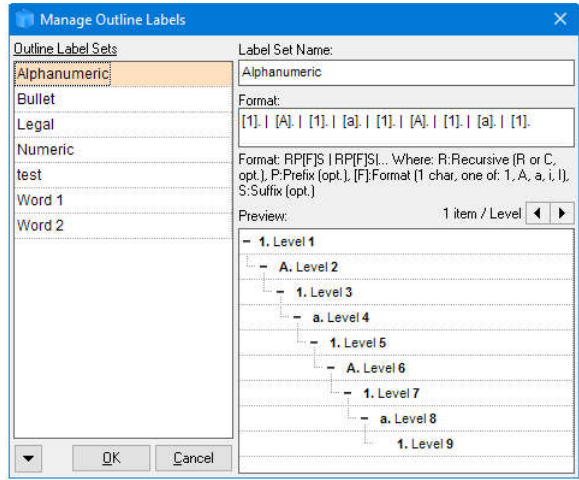 Manage Outline Labels
Outline Label Sets
Alphanumeric
Bullet
Legal
Numeric
test
Word 1
Word 2
OK
Cancel
Label Set Name:
Alphanumeric
Format:
[1]. | [A]. | [1]. | [a]. | [1]. | [A]. | [1]. | [a]. | [1].
Format: RP[F]S | RP[F]S|... Where: R:Recursive (R or C,
opt.), P:Prefix (opt.), [F]:Format (1 char, one of: 1, A, a, i, I),
S:Suffix (opt.)
Preview:
1 item / Level
1. Level 1
A. Level 2
1. Level 3
a. Level 4
1. Level 5
A. Level 6
1. Level 7
a. Level 8
1. Level 9